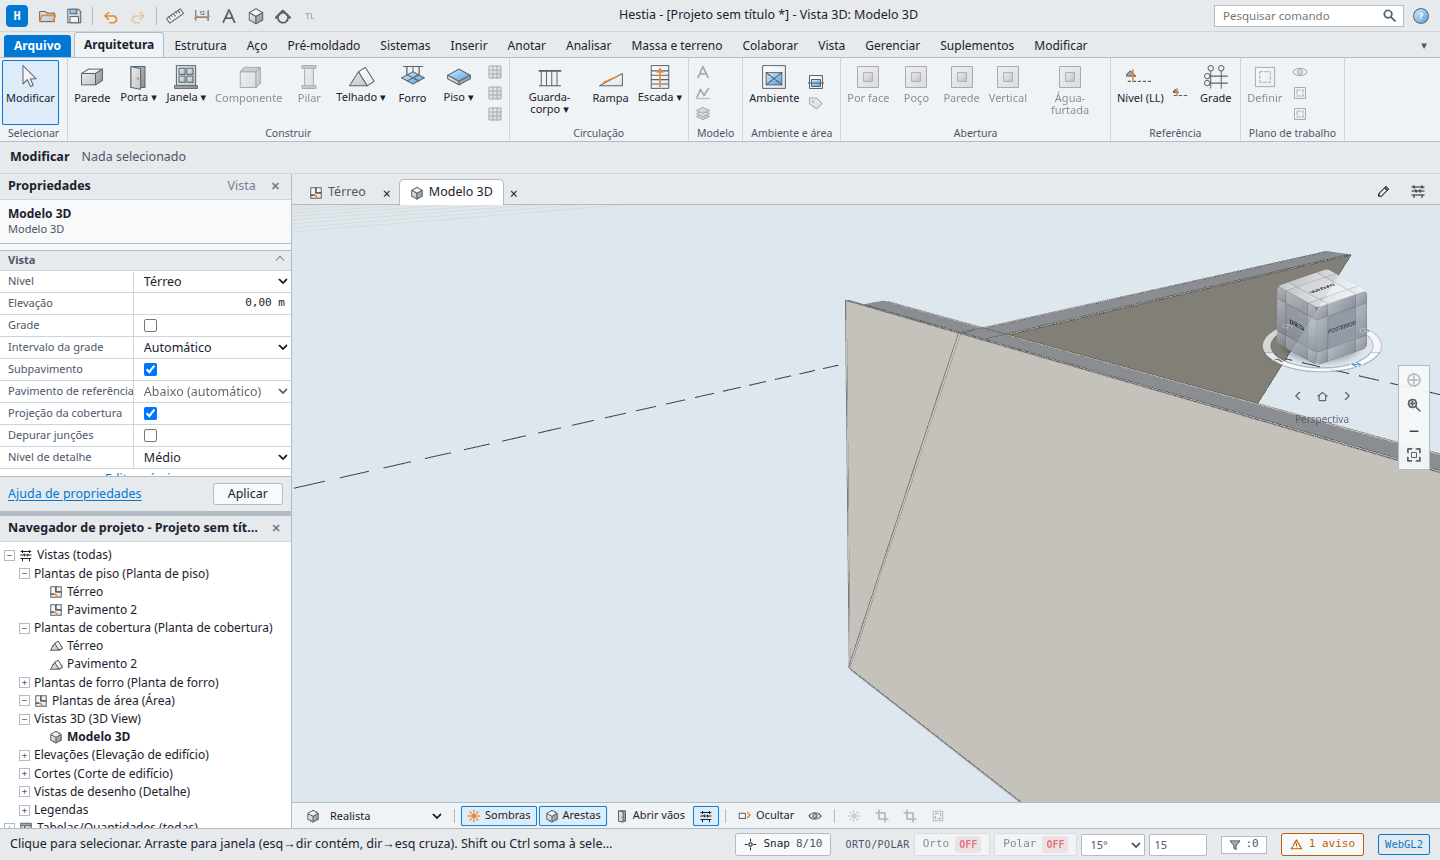 H
TL
Hestia - [Projeto sem título *] - Vista 3D: Modelo 3D
Pesquisar comando
?
Arquivo Arquitetura Estrutura Aço Pré-moldado Sistemas Inserir Anotar Analisar Massa e terreno Colaborar Vista Gerenciar Suplementos Modificar
Modificar Parede Porta ▾ Janela ▾ Componente Pilar Telhado ▾ Forro Piso ▾ Guarda-corpo ▾ Rampa Escada ▾ Ambiente Por face Poço Parede Vertical Água-furtada Nível (LL) Grade Definir
Selecionar Construir Circulação Modelo Ambiente e área Abertura Referência Plano de trabalho
Modificar Nada selecionado
Propriedades Vista ×
Térreo × Modelo 3D ×
Modelo 3D
Modelo 3D
Vista
Nível Térreo
Elevação 0,00 m
Grade
Intervalo da grade Automático
Subpavimento
Pavimento de referência Abaixo (automático)
Projeção da cobertura
Depurar junções
Nível de detalhe Médio
Ajuda de propriedades Aplicar
POSTERIOR
Perspectiva
Navegador de projeto - Projeto sem tít... ×
Vistas (todas)
Plantas de piso (Planta de piso)
Térreo
Pavimento 2
Plantas de cobertura (Planta de cobertura)
Térreo
Pavimento 2
Plantas de forro (Planta de forro)
Plantas de área (Área)
Vistas 3D (3D View)
Modelo 3D
Elevações (Elevação de edifício)
Cortes (Corte de edifício)
Vistas de desenho (Detalhe)
Legendas
Tabelas/Quantidades (todas)
Realista Sombras Arestas Abrir vãos Ocultar
Clique para selecionar. Arraste para janela (esq→dir contém, dir→esq cruza). Shift ou Ctrl soma à sele...
Snap 8/10 ORTO/POLAR Orto OFF Polar OFF 15° 15 :0 1 aviso WebGL2